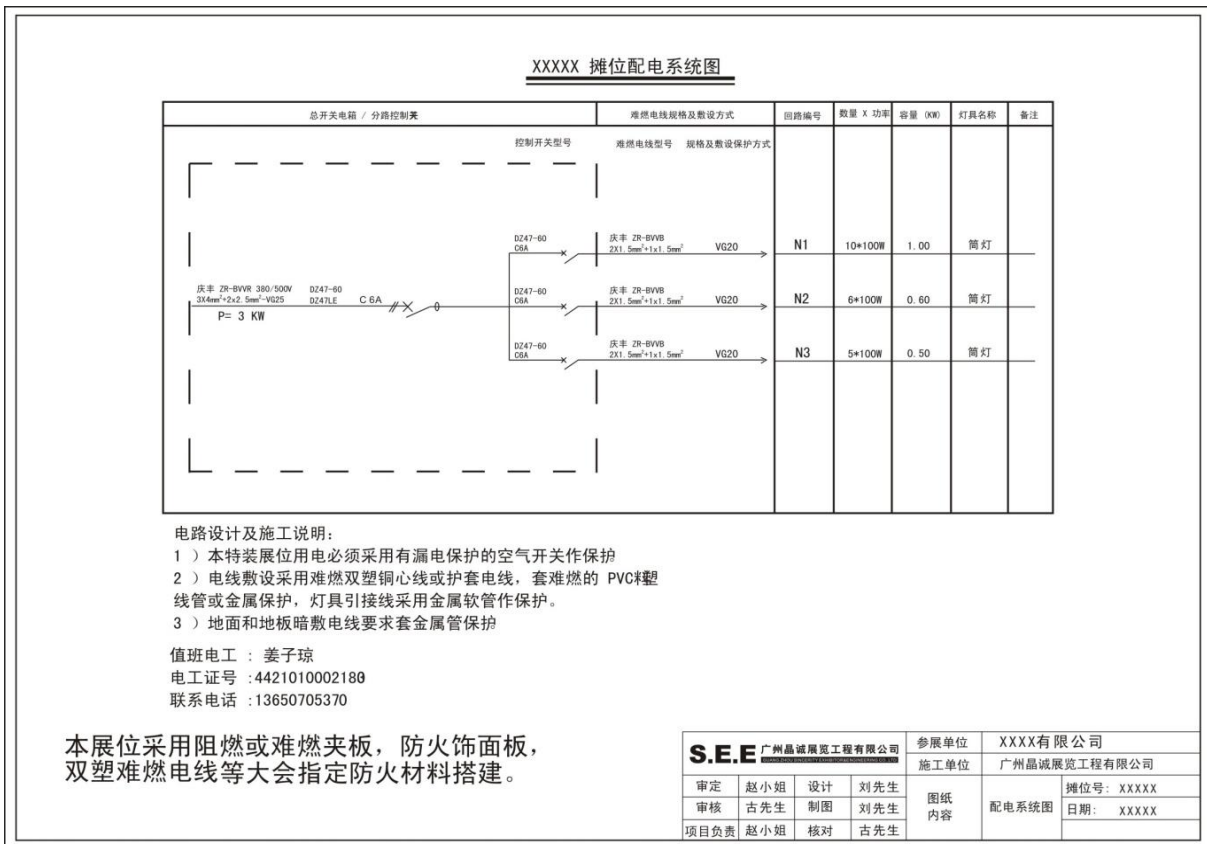 XXXXX 摊位配电系统图
总开关电箱 / 分路控制开关
难燃电线规格及敷设方式
回路编号
数量 X 功率
容量 (KW)
灯具名称
备注
控制开关型号
难燃电线型号 规格及敷设保护方式
DZ47-60
C6A
庆丰 ZR-BVVB
2X1.5mm²+1x1.5mm²
VG20
N1
10*100W
1.00
筒灯
庆丰 ZR-BVVR 380/500V
3X4mm²+2x2.5mm²-VG25
P= 3 KW
DZ47-60
DZ47LE
C 6A
DZ47-60
C6A
庆丰 ZR-BVVB
2X1.5mm²+1x1.5mm²
VG20
N2
6*100W
0.60
筒灯
DZ47-60
C6A
庆丰 ZR-BVVB
2X1.5mm²+1x1.5mm²
VG20
N3
5*100W
0.50
筒灯
电路设计及施工说明:
1 ) 本特装展位用电必须采用有漏电保护的空气开关作保护
2 ) 电线敷设采用难燃双塑铜心线或护套电线, 套难燃的 PVC
线管或金属保护, 灯具引接线采用金属软管作保护。
3 ) 地面和地板暗敷电线要求套金属管保护
值班电工 : 姜子琼
电工证号 :
联系电话 :13650705370
本展位采用阻燃或难燃夹板, 防火饰面板,
双塑难燃电线等大会指定防火材料搭建。
S.E.E 广州晶诚展览工程有限公司
参展单位
XXXX有限公司
施工单位
广州晶诚展览工程有限公司
审定
赵小姐
设计
刘先生
审核
古先生
制图
刘先生
项目负责
赵小姐
核对
古先生
图纸
内容
配电系统图
摊位号: XXXXX
日期: XXXXX